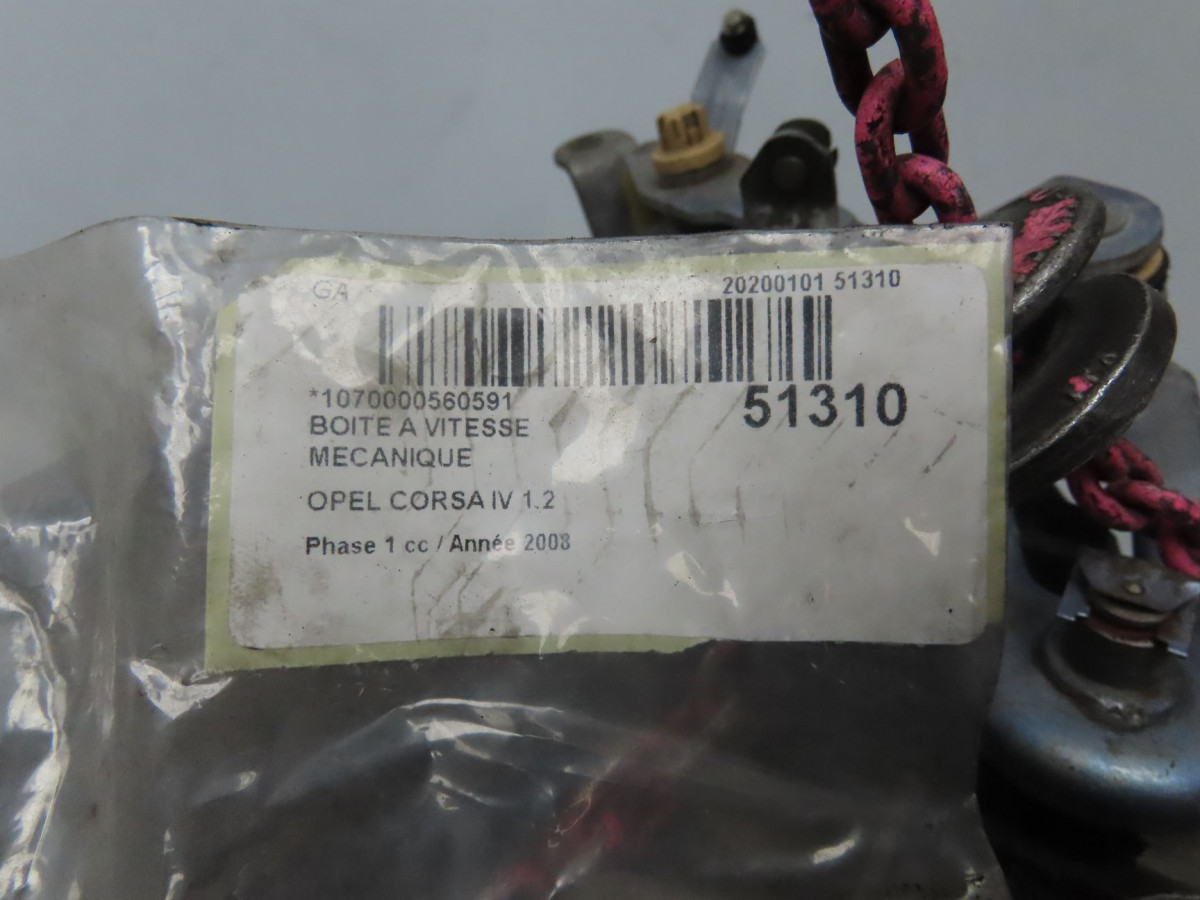 GA
20200101 51310
*1070000560591
51310
BOITE A VITESSE
MECANIQUE
OPEL CORSA IV 1.2
Phase 1 cc / Année 2008